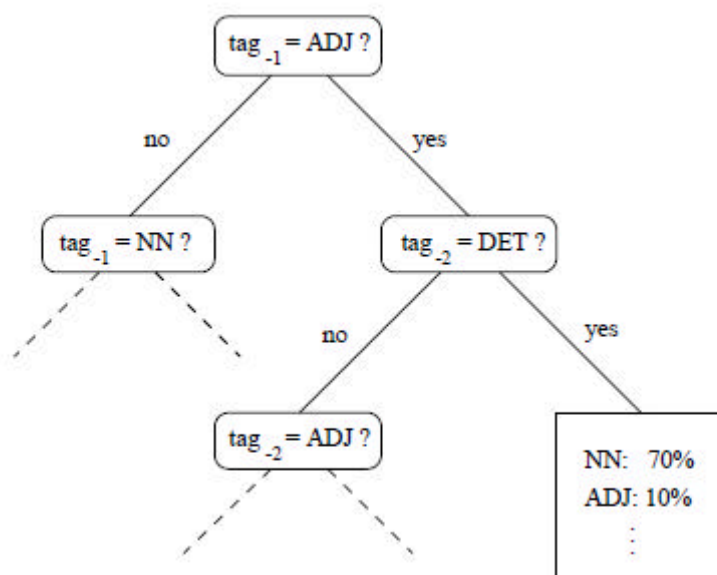 tag -1 = ADJ ?
no
yes
tag -1 = NN ?
tag -2 = DET ?
no
yes
tag -2 = ADJ ?
NN: 70%
ADJ: 10%